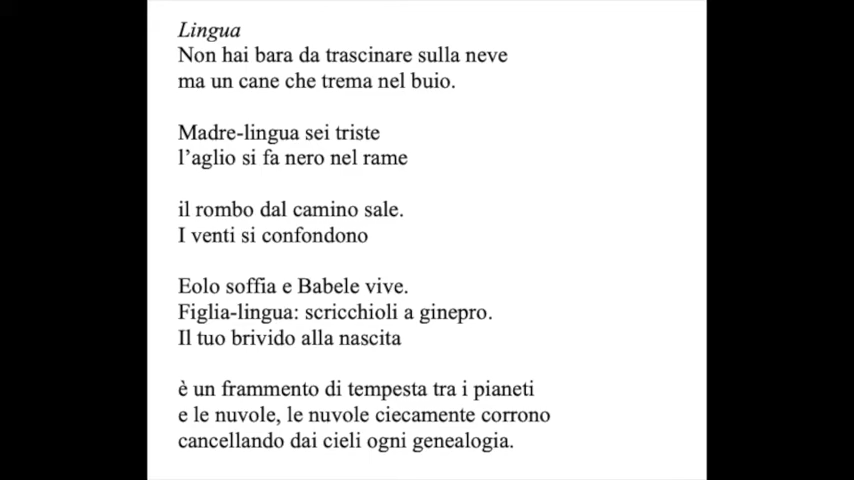 Lingua
Non hai bara da trascinare sulla neve
ma un cane che trema nel buio.
Madre-lingua sei triste
l’aglio si fa nero nel rame
il rombo dal camino sale.
I venti si confondono
Eolo soffia e Babele vive.
Figlia-lingua: scricchioli a ginepro.
Il tuo brivido alla nascita
è un frammento di tempesta tra i pianeti
e le nuvole, le nuvole ciecamente corrono
cancellando dai cieli ogni genealogia.